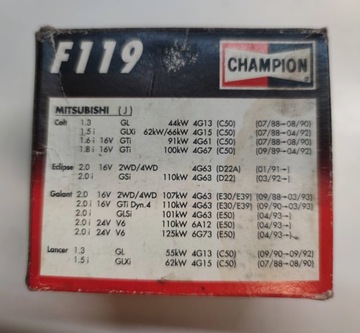 F119
CHAMPION
MITSUBISHI (J)
Colt 1.3 GL 44kW 4G13 (C50) (07/88→08/90)
1.5i GLXi 62kW/66kW 4G15 (C50) (07/88→08/90)
1.6i 16V GTi 91kW 4G61 (C50) (07/88→08/90)
1.8i 16V GTi 100kW 4G67 (C50) (09/89→04/92)
Eclipse 2.0 16V 2WD/4WD 4G63 (D22A) (01/91→)
2.0i GSi 110kW 4G63 (D22) (03/92→)
Galant 2.0 16V 2WD/4WD 107kW 4G63 (E30/E39) (09/88→03/93)
2.0i 16V GTi Dyn.4 110kW 4G63 (E30/E39) (09/90→03/93)
2.0i GLSi 101kW 4G63 (E50) (04/93→)
2.0i 24V V6 110kW 6A12 (E50) (04/93→)
2.0i 24V V6 125kW 6G73 (E50) (04/93→)
Lancer 1.3 GL 55kW 4G13 (C50) (09/90→09/92)
1.5i GLXi 62kW 4G15 (C50) (07/88→08/90)